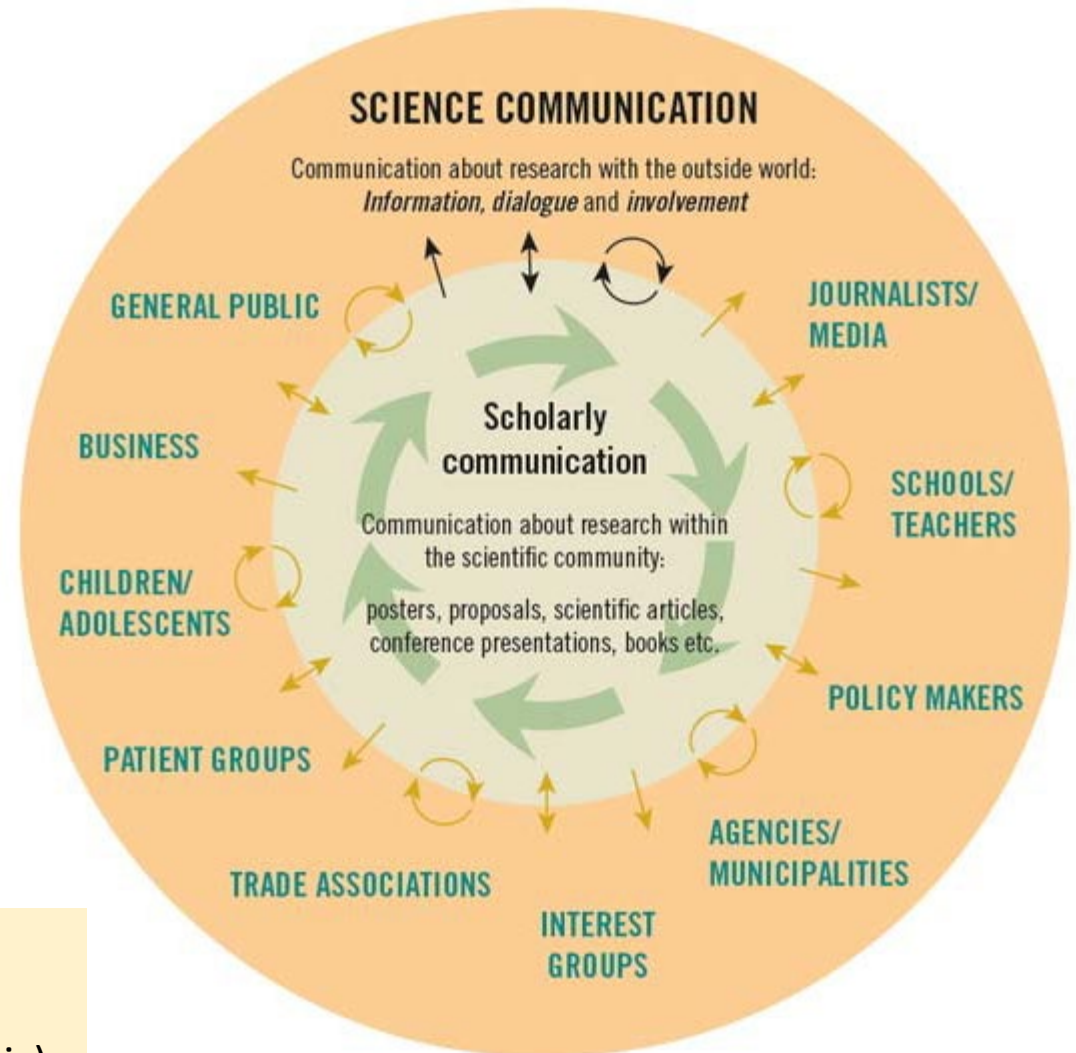 SCIENCE COMMUNICATION
Communication about research with the outside world:
Information, dialogue and involvement
GENERAL PUBLIC
JOURNALISTS/
MEDIA
BUSINESS
SCHOOLS/
TEACHERS
CHILDREN/
ADOLESCENTS
Scholarly
communication
Communication about research within
the scientific community:
posters, proposals, scientific articles,
conference presentations, books etc.
POLICY MAKERS
PATIENT GROUPS
AGENCIES/
MUNICIPALITIES
TRADE ASSOCIATIONS
INTEREST
GROUPS